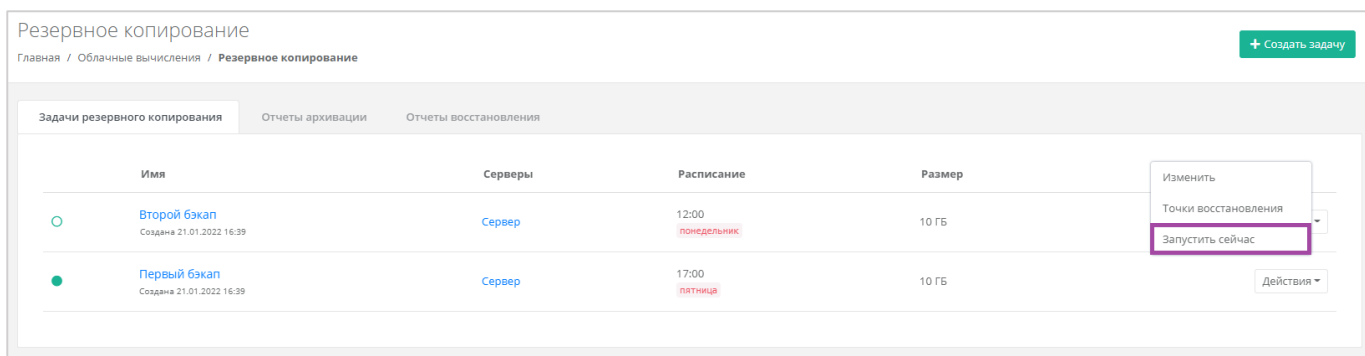 Резервное копирование
Главная / Облачные вычисления / Резервное копирование
+ Создать задачу
Задачи резервного копирования Отчеты архивации Отчеты восстановления
Имя Серверы Расписание Размер
Изменить
Точки восстановления
Запустить сейчас
Второй бэкап Сервер 12:00 10 ГБ
Создана 21.01.2022 16:39 понедельник
Первый бэкап Сервер 17:00 10 ГБ Действия
Создана 21.01.2022 16:39 пятница